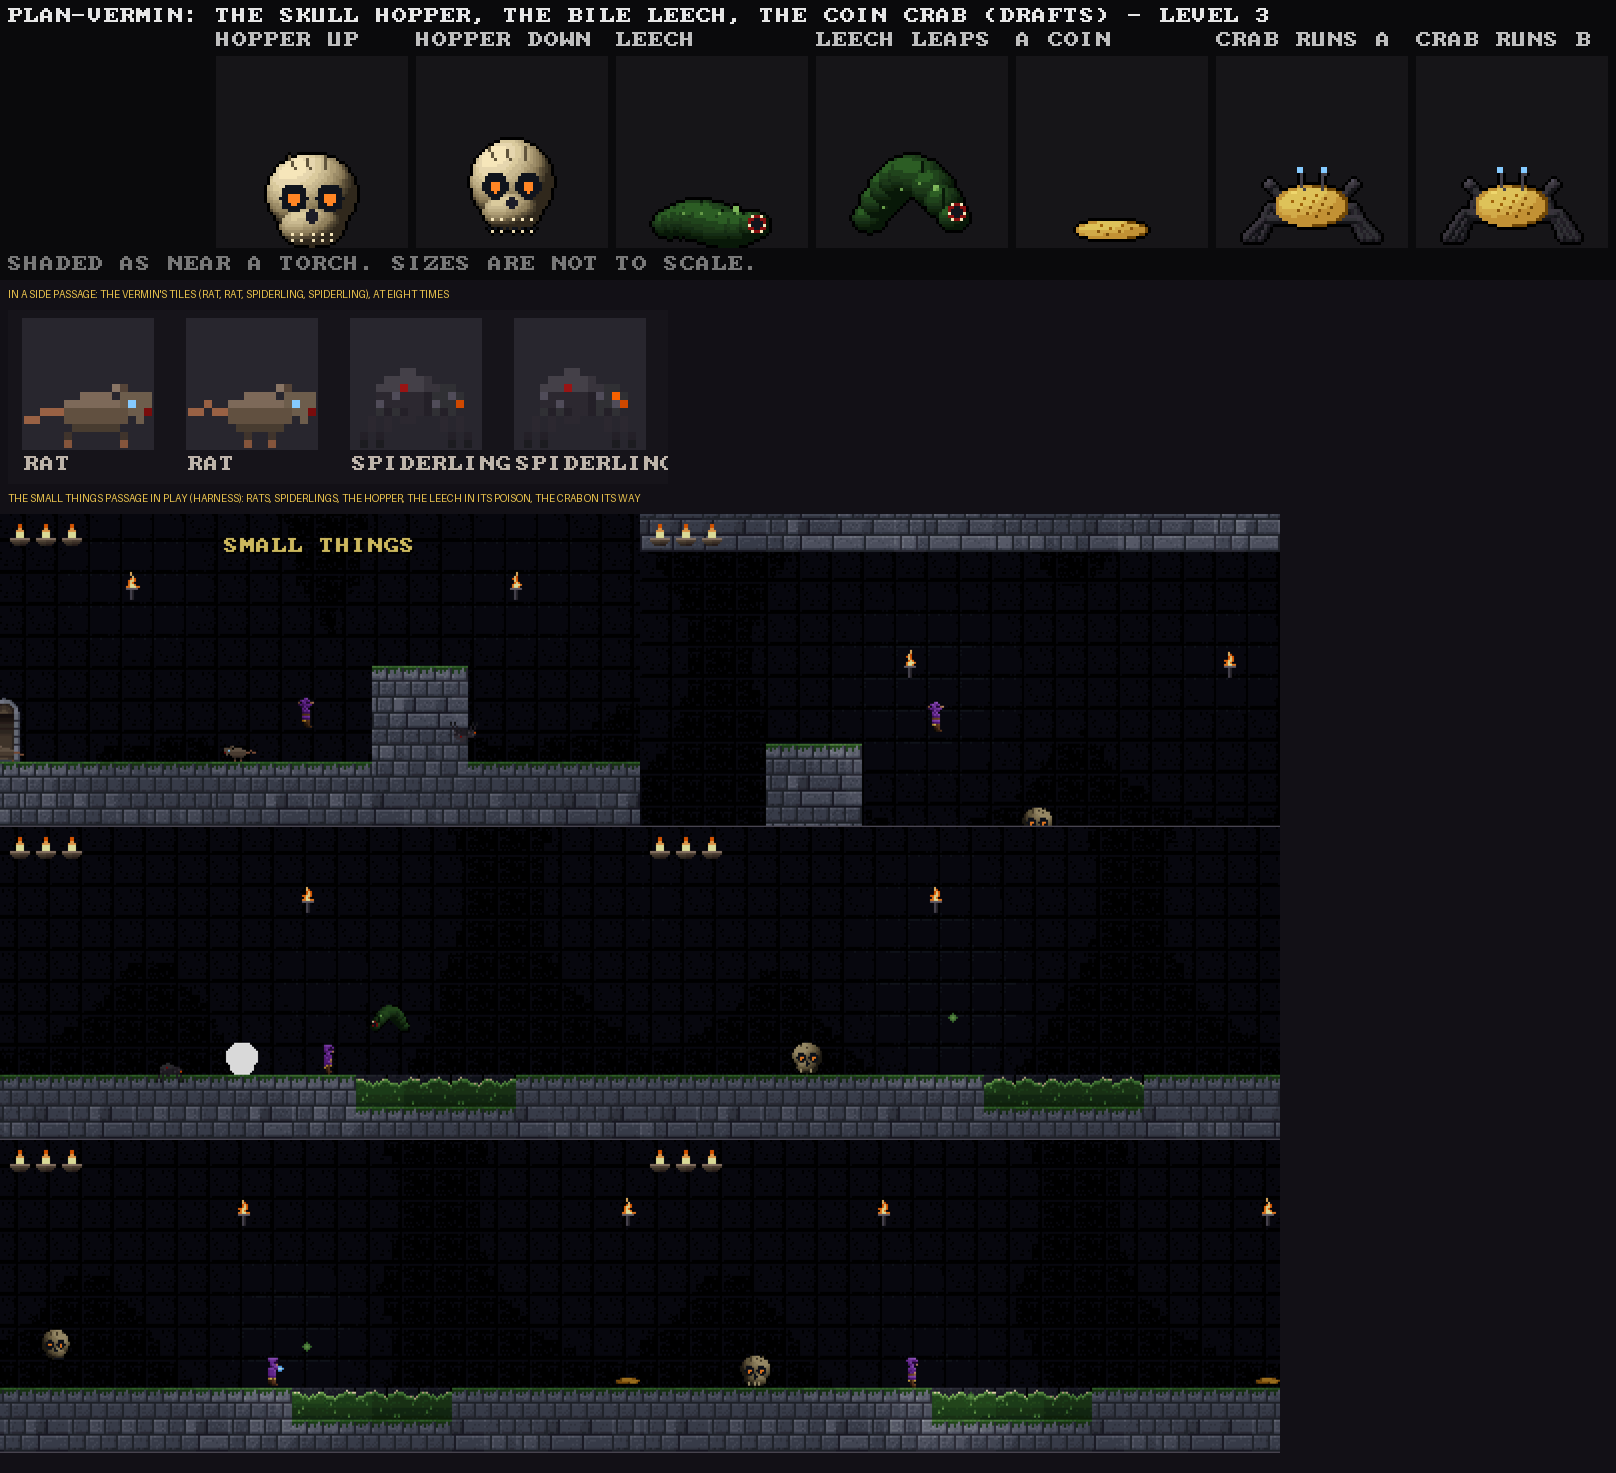 PLAN-VERMIN: THE SKULL HOPPER, THE BILE LEECH, THE COIN CRAB (DRAFTS) - LEVEL 3
HOPPER UP HOPPER DOWN LEECH LEECH LEAPS A COIN CRAB RUNS A CRAB RUNS B
SHADED AS NEAR A TORCH. SIZES ARE NOT TO SCALE.
IN A SIDE PASSAGE: THE VERMIN'S TILES (RAT, RAT, SPIDERLING, SPIDERLING), AT EIGHT TIMES
RAT RAT SPIDERLING SPIDERLING
THE SMALL THINGS PASSAGE IN PLAY (HARNESS): RATS, SPIDERLINGS, THE HOPPER, THE LEECH IN ITS POISON, THE CRAB ON ITS WAY
SMALL THINGS